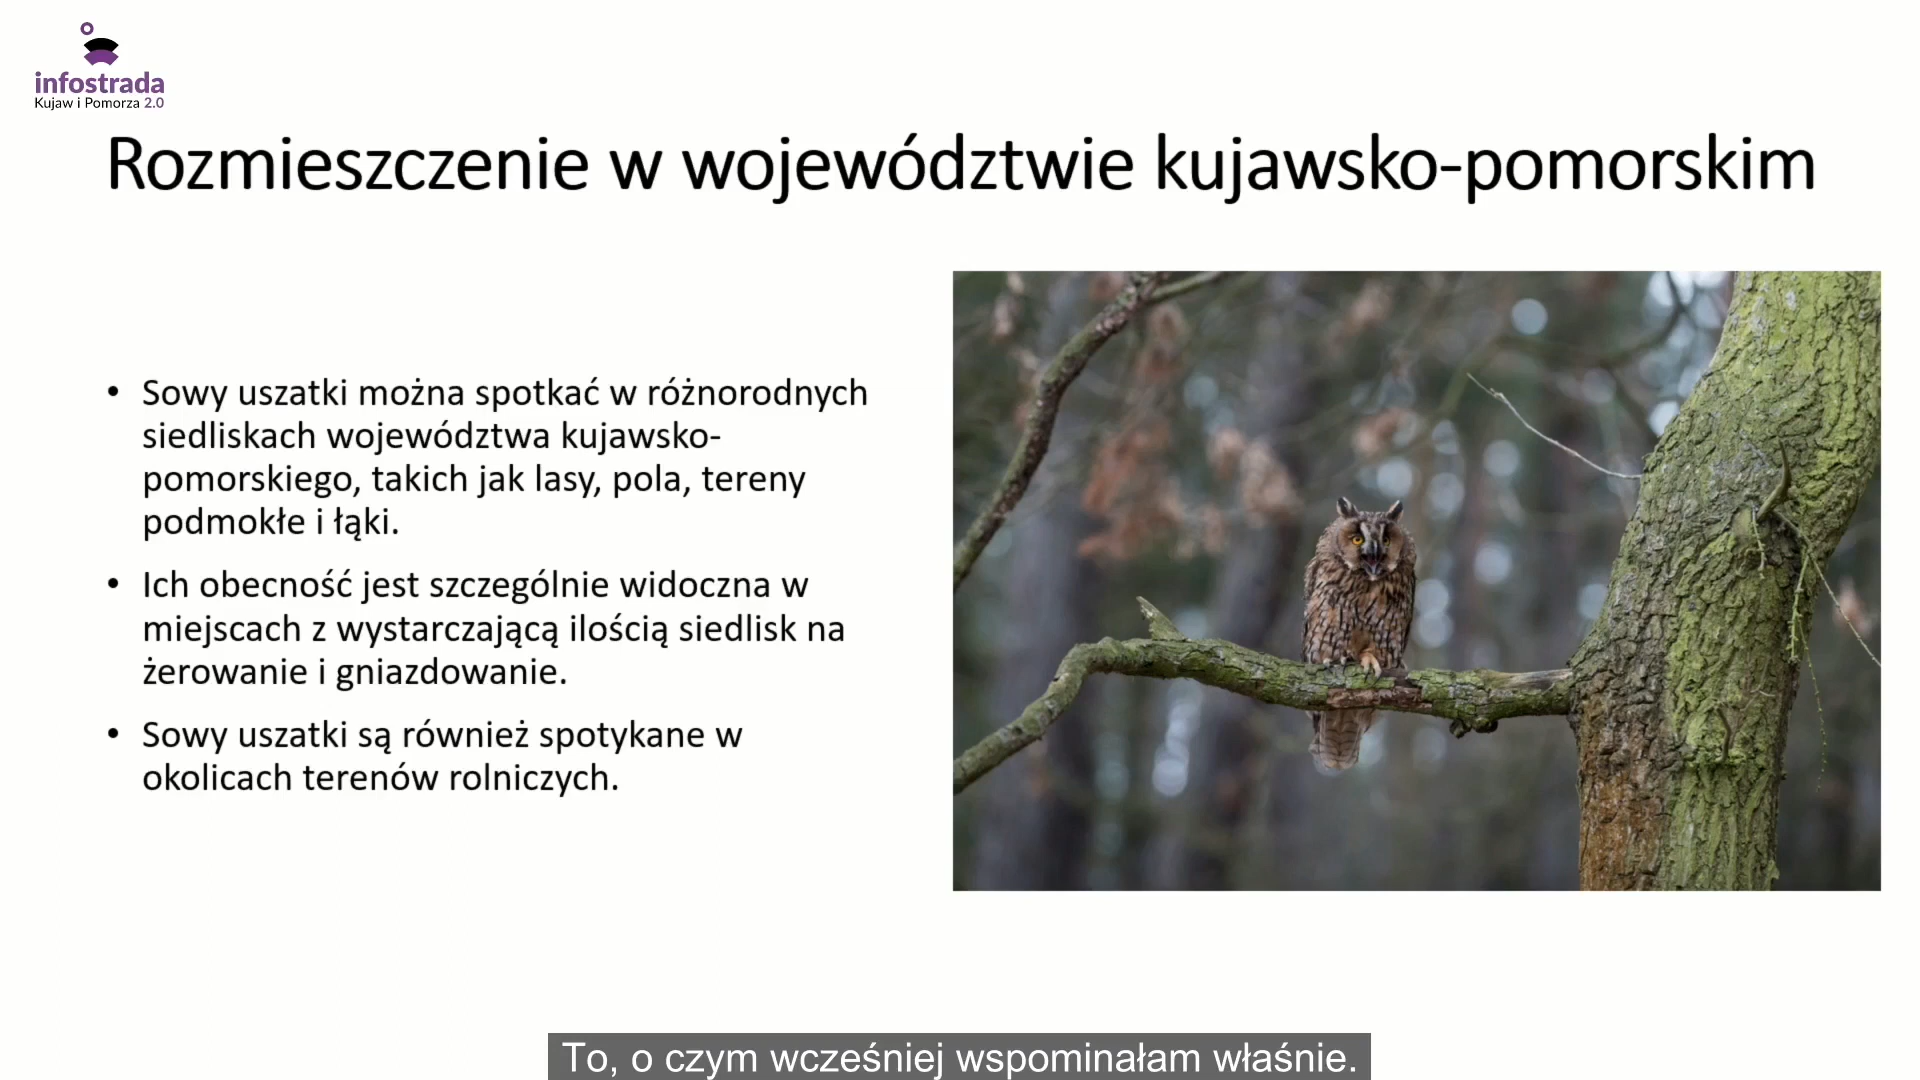 infostrada
Kujaw i Pomorza 2.0
Rozmieszczenie w województwie kujawsko-pomorskim
• Sowy uszatki można spotkać w różnorodnych
siedliskach województwa kujawsko-
pomorskiego, takich jak lasy, pola, tereny
podmokłe i łąki.
• Ich obecność jest szczególnie widoczna w
miejscach z wystarczającą ilością siedlisk na
żerowanie i gniazdowanie.
• Sowy uszatki są również spotykane w
okolicach terenów rolniczych.
To, o czym wcześniej wspominałam właśnie.